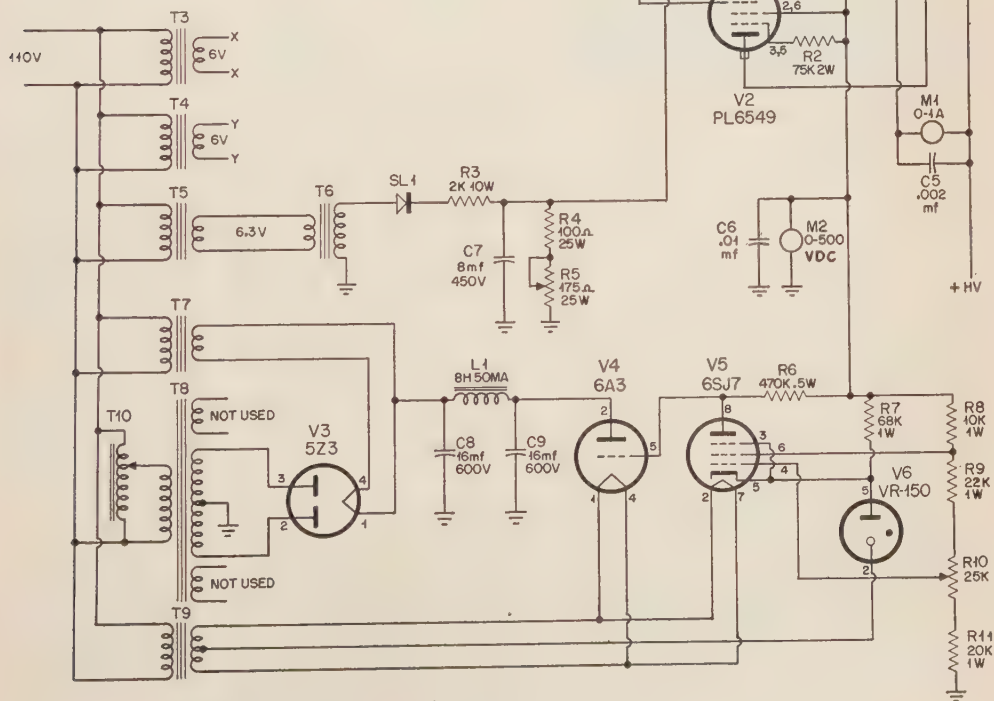 T3
110V
6V
X
X
T4
6V
Y
Y
T5
6.3V
T6
SL1
R3
2K 10W
C7
8mf
450V
R4
100Ω
25W
R5
175Ω
25W
2,6
3,5
R2
75K 2W
V2
PL6549
M1
0-1A
C5
.002
mf
C6
.01
mf
M2
0-500
VDC
+ HV
T7
T8
NOT USED
T10
V3
5Z3
3
4
2
1
NOT USED
L1
8H 50MA
C8
16mf
600V
C9
16mf
600V
V4
6A3
2
5
1
4
V5
6SJ7
8
3
6
4
5
2
7
R6
470K .5W
R7
68K
1W
R8
10K
1W
R9
22K
1W
V6
VR-150
5
2
R10
25K
R11
20K
1W
T9